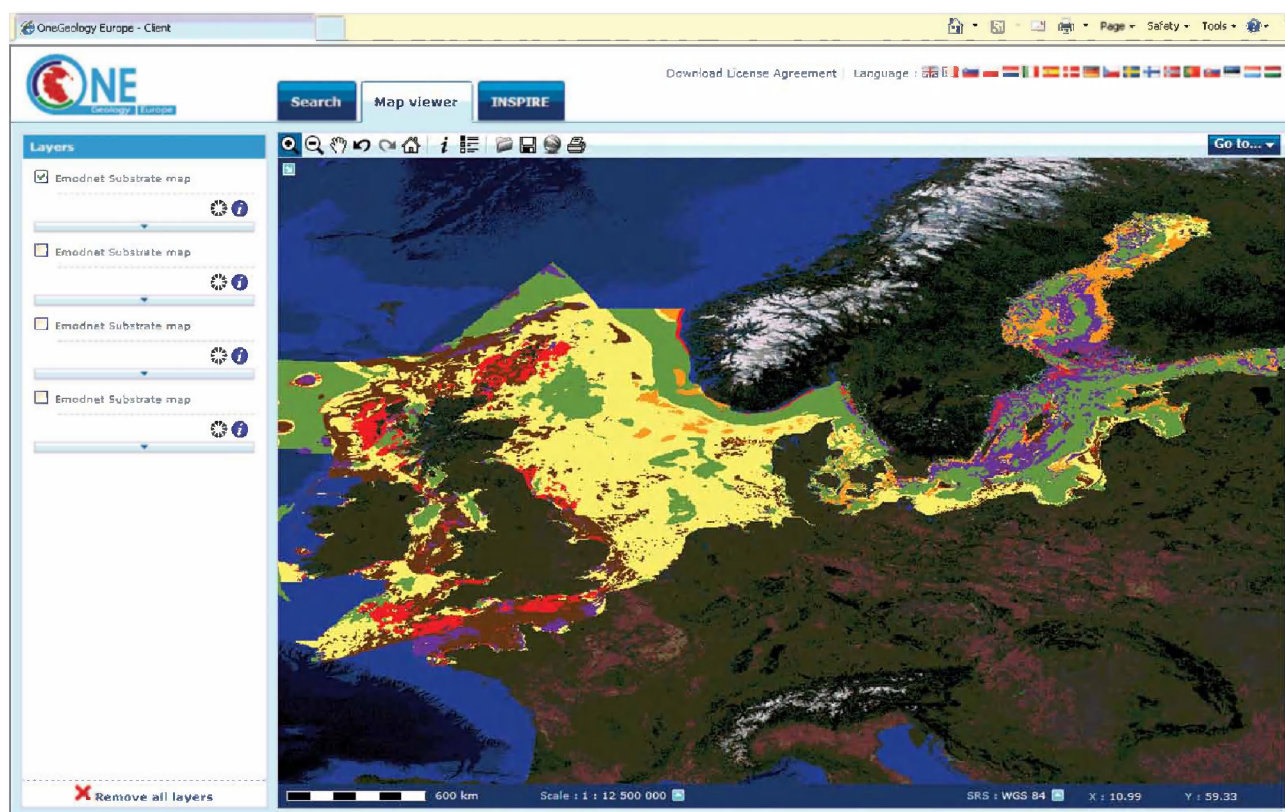 OneGeology Europe - Client
Page
Safety
Tools
ONE
Geology | Europe
Download License Agreement
Language :
Search
Map viewer
INSPIRE
Layers
Go to...
Emodnet Substrate map
Emodnet Substrate map
Emodnet Substrate map
Emodnet Substrate map
Remove all layers
600 km
Scale : 1 : 12 500 000
SRS : WGS 84
X : 10.99
Y : 59.33